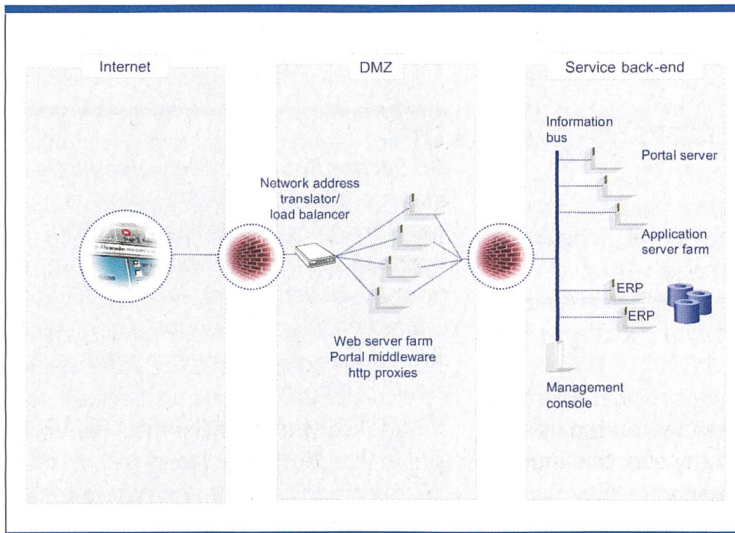 Internet
DMZ
Service back-end
Information
bus
Portal server
Network address
translator/
load balancer
Application
server farm
ERP
ERP
Web server farm
Portal middleware
http proxies
Management
console